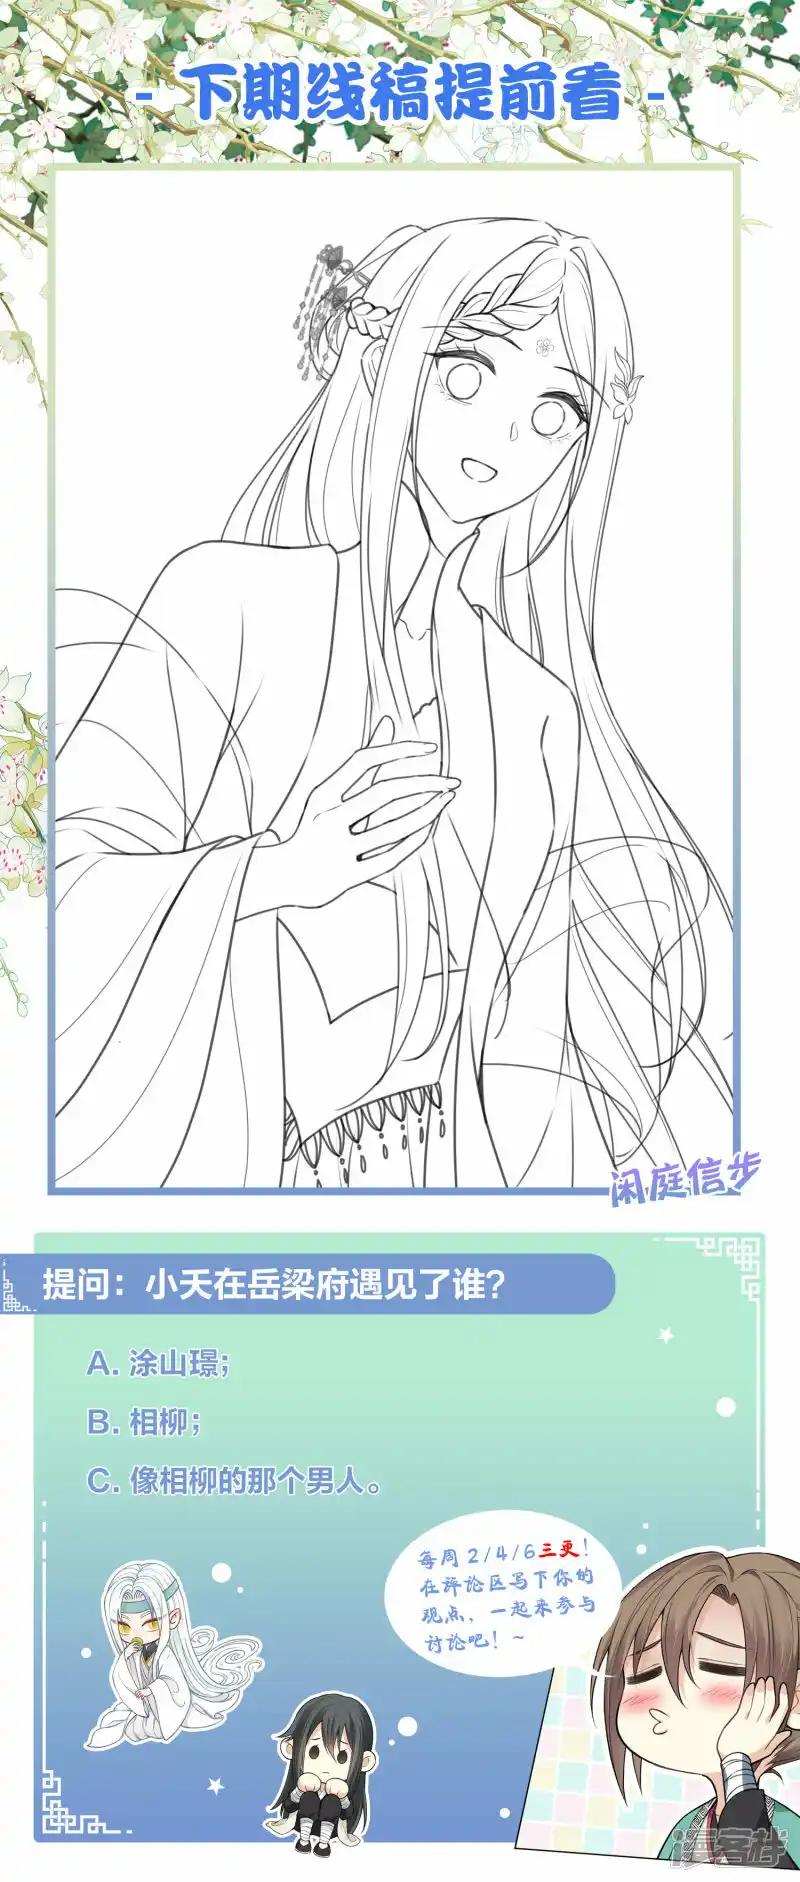 - 下期线稿提前看 -
闲庭信步
提问：小夭在岳梁府遇见了谁？
A. 涂山璟；
B. 相柳；
C. 像相柳的那个男人。
每周 2/4/6三更！
在评论区写下你的
观点，一起来参与
讨论吧！~
漫客栈